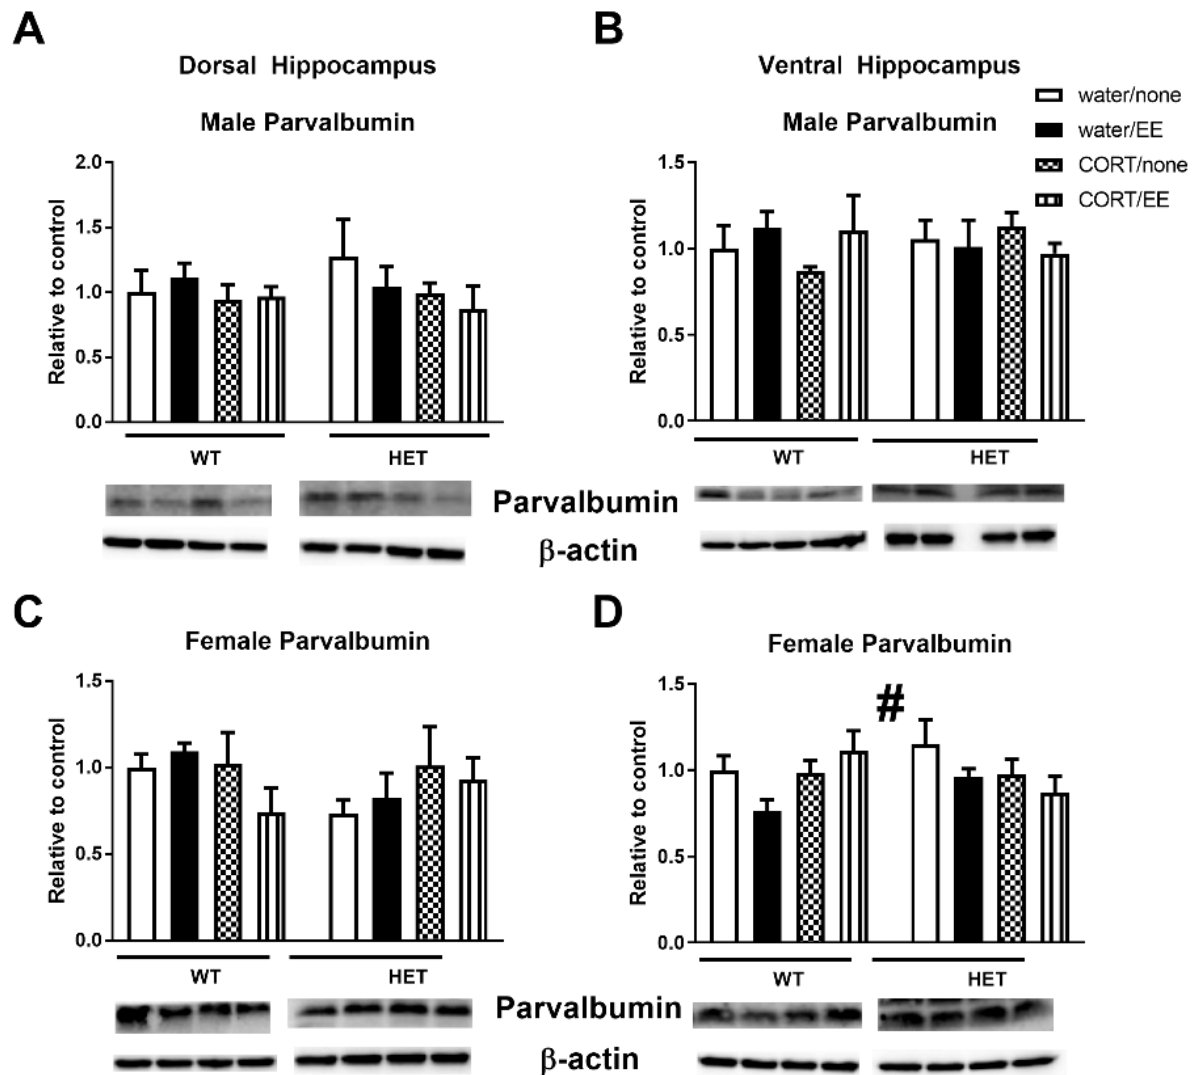 A
Dorsal Hippocampus
Male Parvalbumin
Relative to control
2.0
1.5
1.0
0.5
0.0
WT
HET
B
Ventral Hippocampus
Male Parvalbumin
water/none
water/EE
CORT/none
CORT/EE
Relative to control
1.5
1.0
0.5
0.0
WT
HET
Parvalbumin
β-actin
C
Female Parvalbumin
Relative to control
1.5
1.0
0.5
0.0
WT
HET
D
Female Parvalbumin
#
Relative to control
1.5
1.0
0.5
0.0
WT
HET
Parvalbumin
β-actin